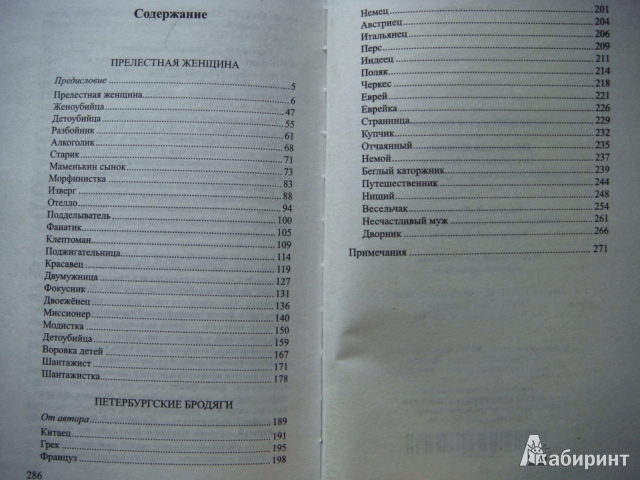 Содержание
ПРЕЛЕСТНАЯ ЖЕНЩИНА
Предисловие 5
Прелестная женщина 6
Женоубийца 47
Детоубийца 55
Разбойник 61
Алкоголик 68
Старик 71
Маменькин сынок 73
Морфинистка 83
Изверг 88
Отелло 94
Подделыватель 100
Фанатик 105
Клептоман 109
Поджигательница 114
Красавец 119
Двумужница 127
Фокусник 131
Двоежёнец 136
Миссионер 140
Модистка 150
Детоубийца 159
Воровка детей 167
Шантажист 171
Шантажистка 178
ПЕТЕРБУРГСКИЕ БРОДЯГИ
От автора 189
Китаец 191
Грек 195
Француз 198
286
Немец 201
Австриец 204
Итальянец 206
Перс 209
Индеец 211
Поляк 214
Черкес 218
Еврей 221
Еврейка 226
Странница 229
Купчик 232
Отчаянный 235
Немой 237
Беглый каторжник 239
Путешественник 244
Нищий 248
Весельчак 254
Несчастливый муж 261
Дворник 266
Примечания 271
Лабиринт